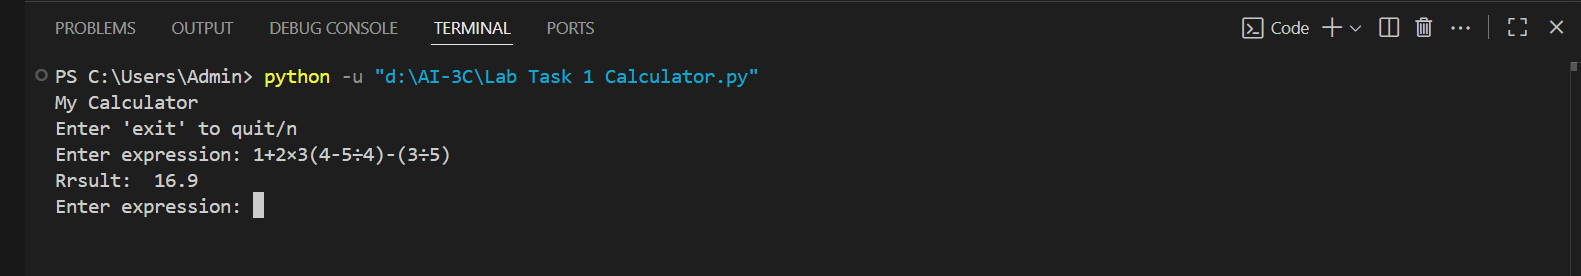 PROBLEMS OUTPUT DEBUG CONSOLE TERMINAL PORTS Code
PS C:\Users\Admin> python -u "d:\AI-3C\Lab Task 1 Calculator.py"
My Calculator
Enter 'exit' to quit/n
Enter expression: 1+2×3(4-5÷4)-(3÷5)
Rrsult:  16.9
Enter expression: